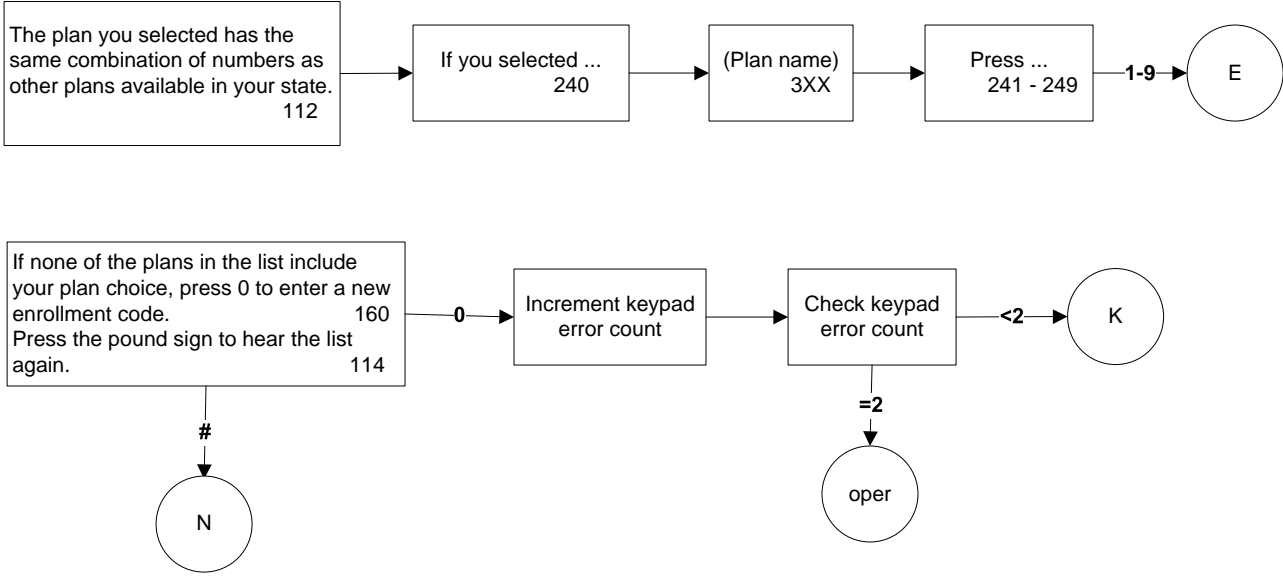 The plan you selected has the
same combination of numbers as
other plans available in your state.
112
If you selected ...
240
(Plan name)
3XX
Press ...
241 - 249
1-9
E
If none of the plans in the list include
your plan choice, press 0 to enter a new
enrollment code. 160
Press the pound sign to hear the list
again. 114
0
Increment keypad
error count
Check keypad
error count
<2
K
=2
oper
#
N